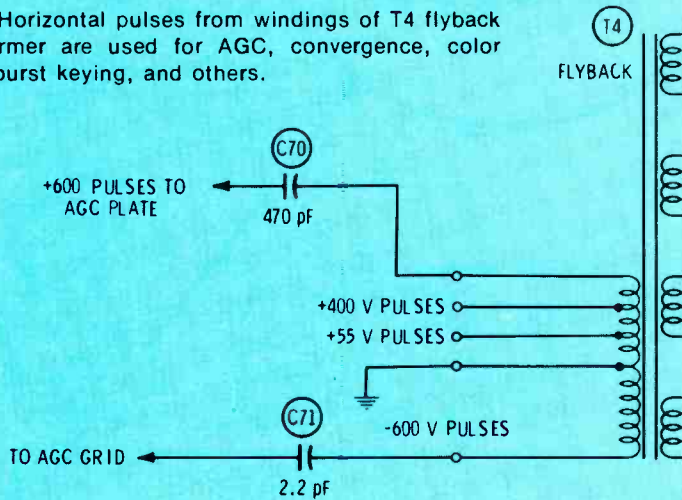 Horizontal pulses from windings of T4 flyback
rmer are used for AGC, convergence, color
burst keying, and others.
T4
FLYBACK
C70
+600 PULSES TO
AGC PLATE
470 pF
+400 V PULSES
+55 V PULSES
C71
-600 V PULSES
TO AGC GRID
2.2 pF